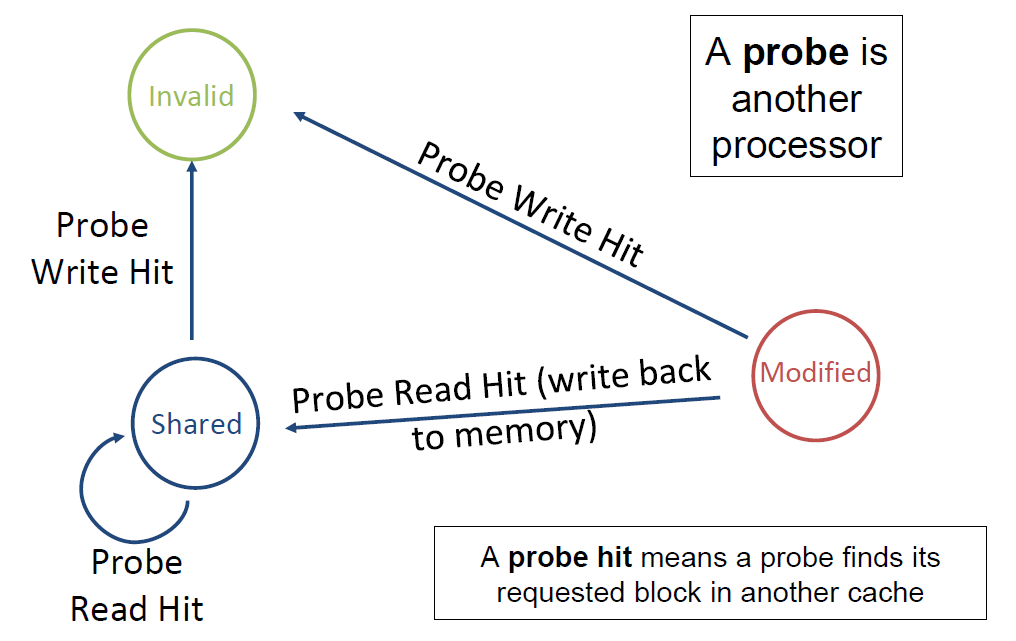 Invalid
A probe is
another
processor
Probe Write Hit
Probe
Write Hit
Modified
Probe Read Hit (write back
to memory)
Shared
Probe
Read Hit
A probe hit means a probe finds its
requested block in another cache